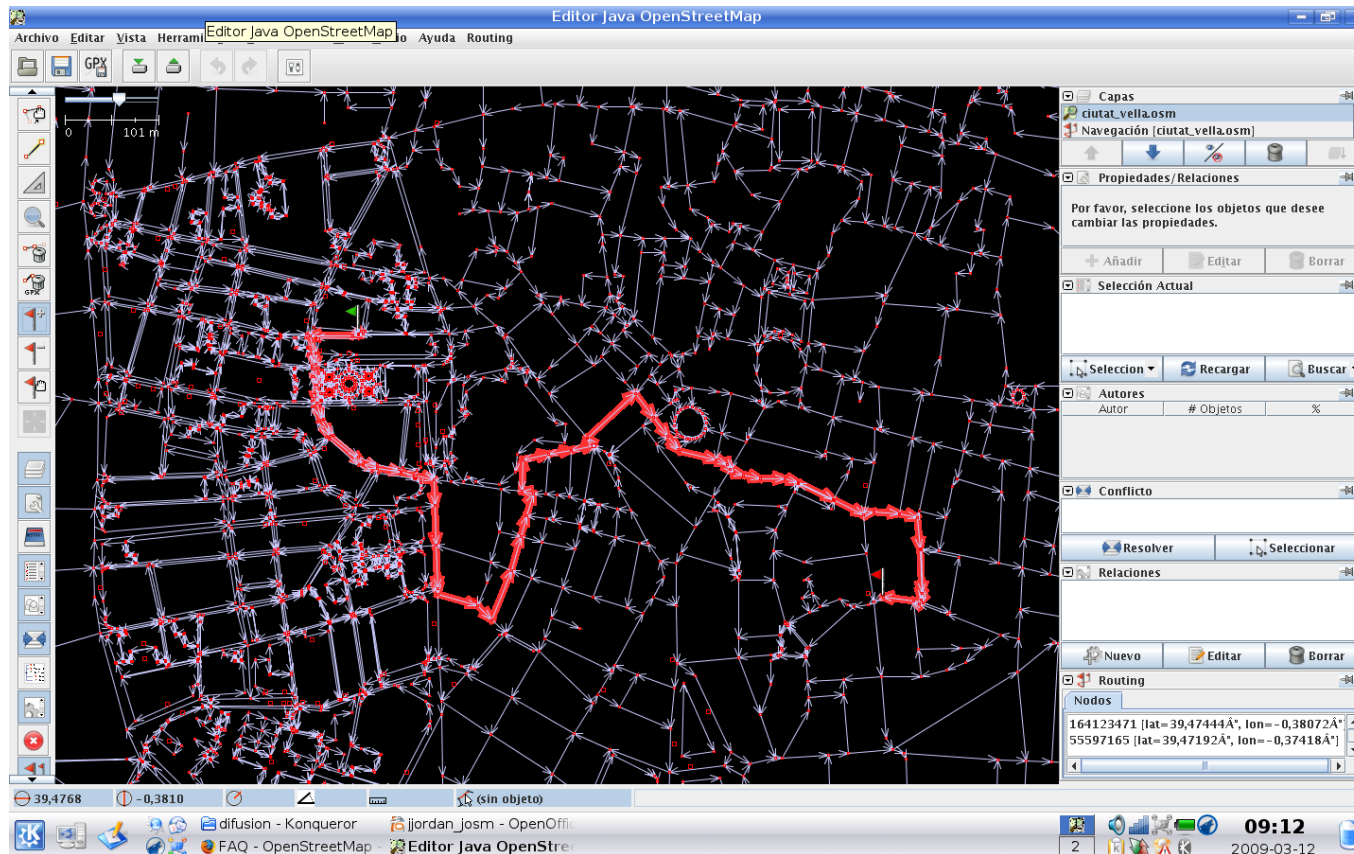 Editor Java OpenStreetMap
Editor Java OpenStreetMap
Archivo Editar Vista Ayuda Routing
GPX
0 101 m
GPX
Capas
ciutat_vella.osm
Navegación [ciutat_vella.osm]
Propiedades/Relaciones
Por favor, seleccione los objetos que desee
cambiar las propiedades.
Añadir Editar Borrar
Selección Actual
Seleccion Recargar Buscar
Autores
Autor # Objetos %
Conflicto
Resolver Seleccionar
Relaciones
Nuevo Editar Borrar
Routing
Nodos
164123471 [lat=39,47444Â°, lon=-0,38072Â°]
55597165 [lat=39,47192Â°, lon=-0,37418Â°]
39,4768 -0,3810 (sin objeto)
difusion - Konqueror jjordan_josm - OpenOffic
FAQ - OpenStreetMap - Editor Java OpenStre
2
09:12
2009-03-12